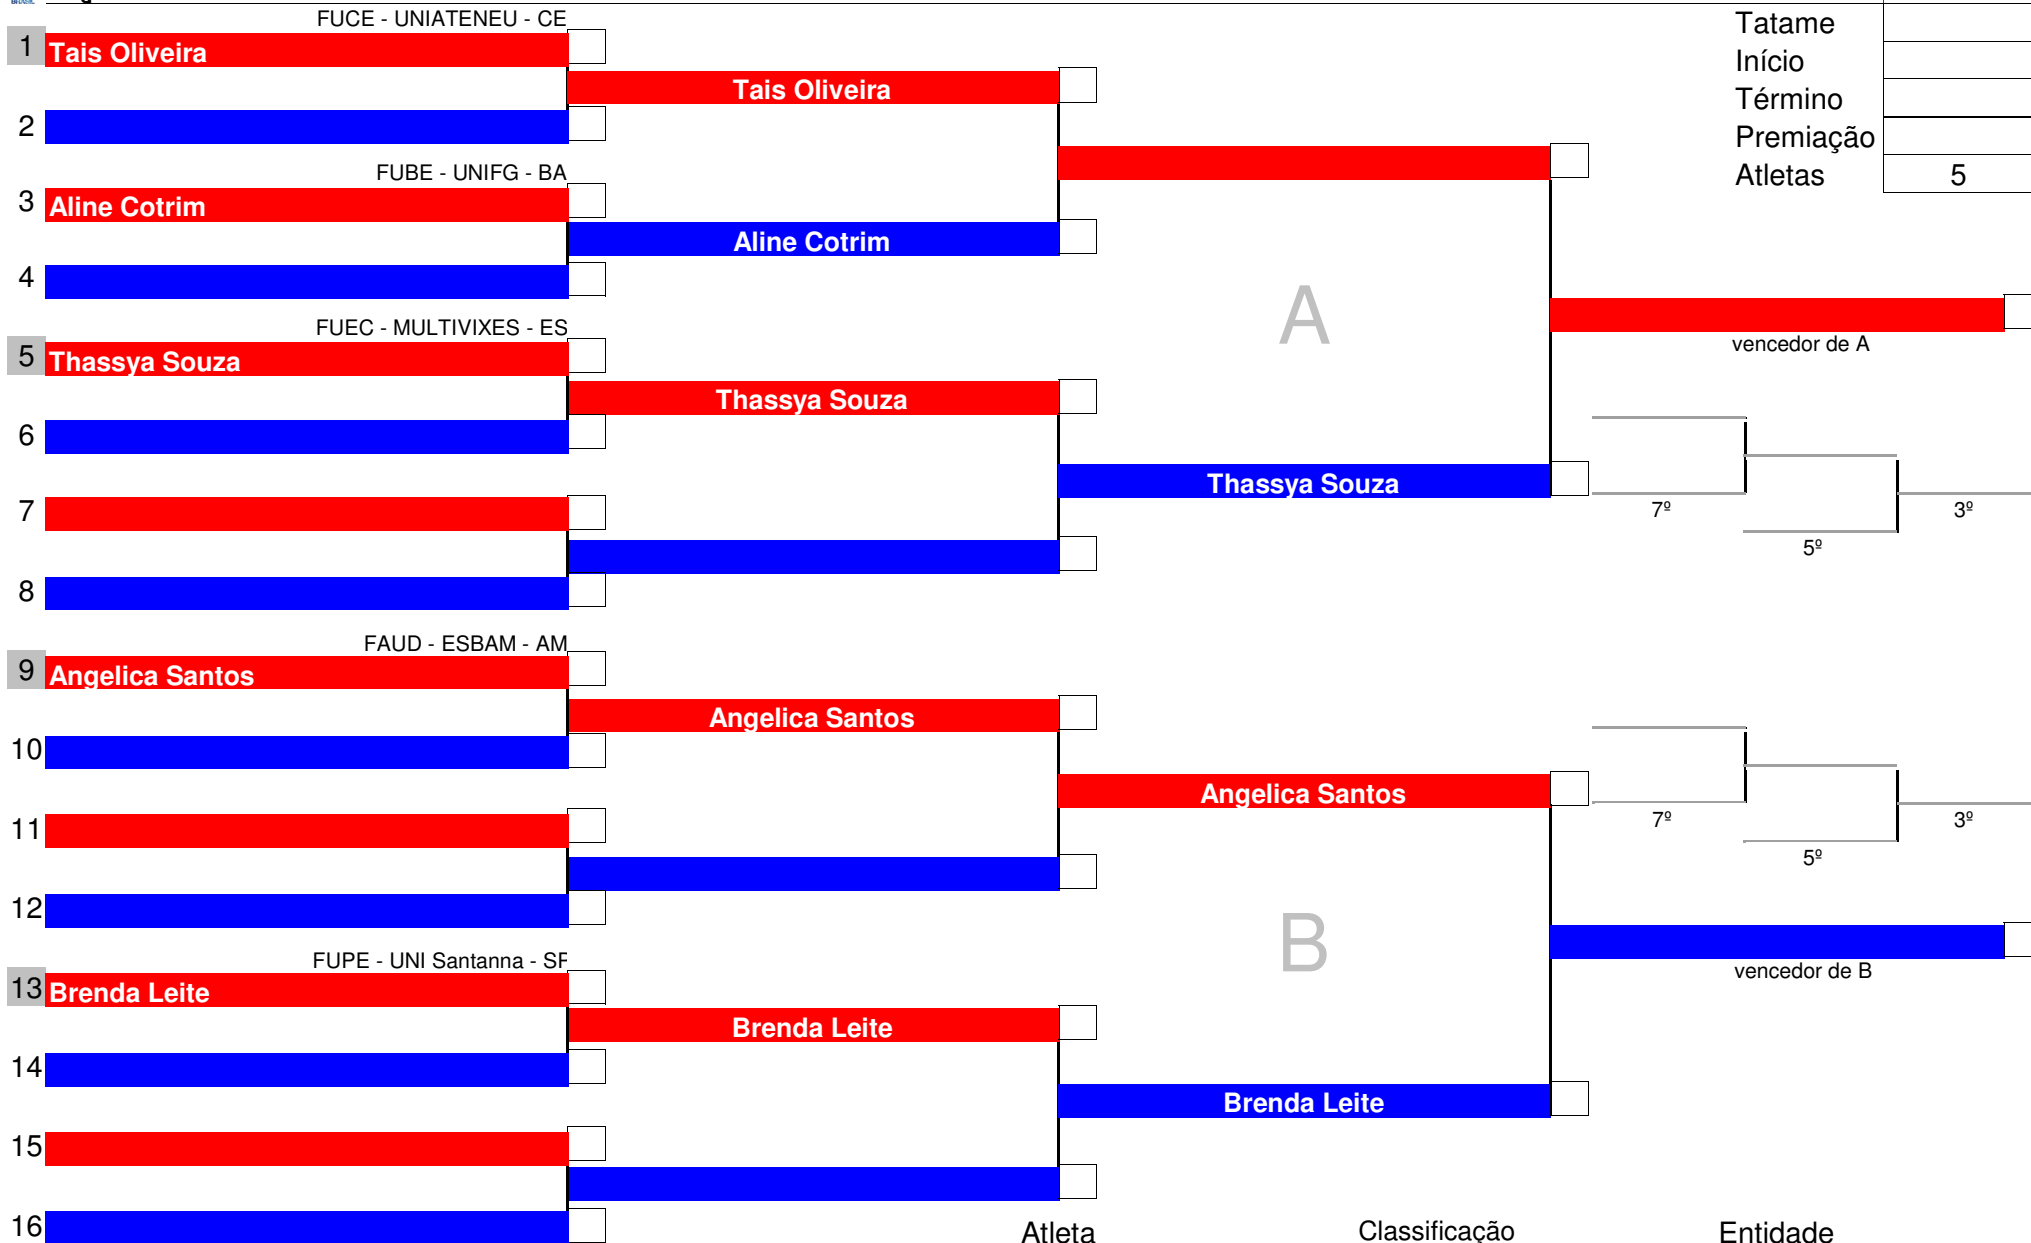 FUCE - UNIATENEU - CE
1 Tais Oliveira
Tais Oliveira
2
FUBE - UNIFG - BA
3 Aline Cotrim
Aline Cotrim
4
Tatame
Início
Término
Premiação
Atletas 5
FUEC - MULTIVIXES - ES
5 Thassya Souza
Thassya Souza
6
A
vencedor de A
7
Thassya Souza
8
7º
5º
3º
FAUD - ESBAM - AM
9 Angelica Santos
Angelica Santos
10
Angelica Santos
11
12
7º
5º
3º
B
vencedor de B
FUPE - UNI Santanna - SF
13 Brenda Leite
Brenda Leite
14
Brenda Leite
15
16
Atleta Classificação Entidade